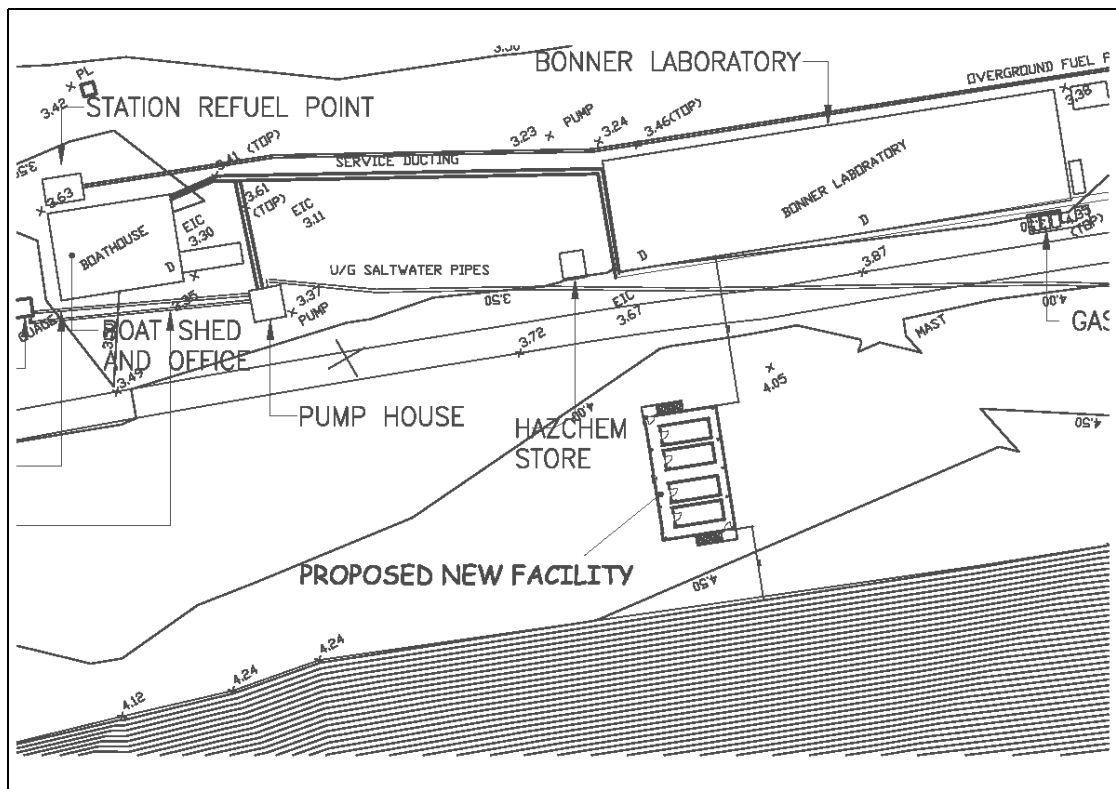 BONNER LABORATORY
OVERGROUND FUEL
PL
3.42
STATION REFUEL POINT
3.23
PUMP
3.24
3.46(TOP)
3.38
3.50
3.41 (TOP)
SERVICE DUCTING
3.63
3.61
(TOP)
EIC
3.11
BONNER LABORATORY
EIC
3.30
BOATHOUSE
D
D
D
(TOP)
U/G SALTWATER PIPES
3.87
3.37
PUMP
3.50
EIC
3.67
4.00
GAS
MAST
BOAT SHED
AND OFFICE
3.72
3.49
4.05
PUMP HOUSE
4.00
HAZCHEM
STORE
4.50
PROPOSED NEW FACILITY
4.50
4.24
4.24
4.12